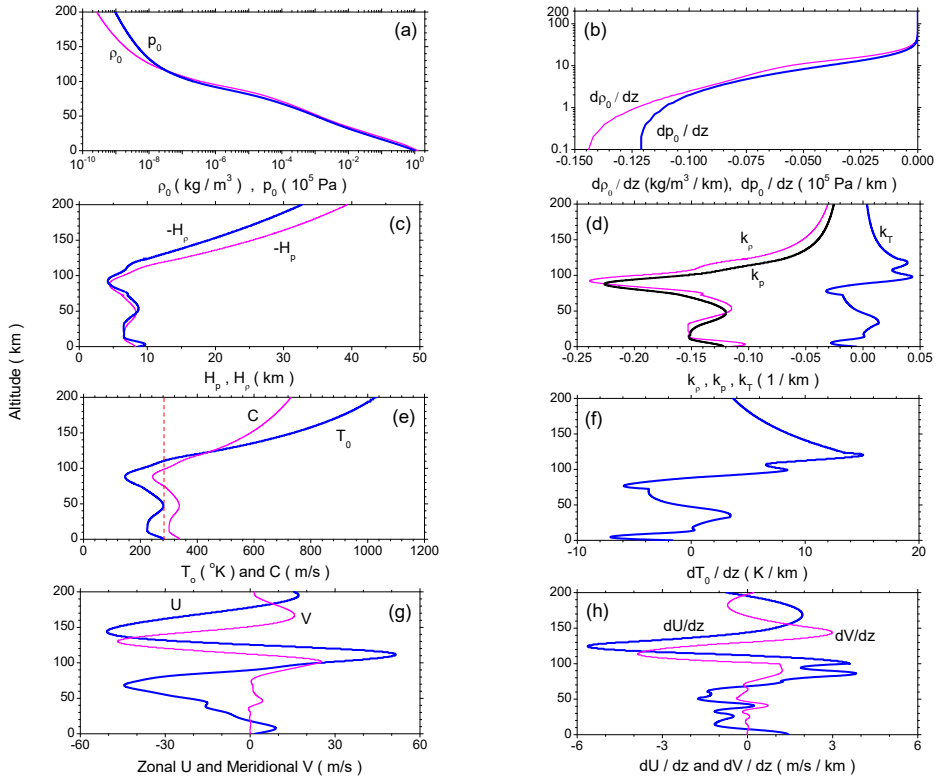 200
150
100
50
0
(a)
p₀
ρ₀
10⁻¹⁰ 10⁻⁸ 10⁻⁶ 10⁻⁴ 10⁻² 10⁰
ρ₀ ( kg / m³ ) , p₀ ( 10⁵ Pa )
200
100
10
1
0.1
(b)
dρ₀ / dz
dp₀ / dz
-0.150 -0.125 -0.100 -0.075 -0.050 -0.025 0.000
dρ₀ / dz (kg/m³ / km), dp₀ / dz ( 10⁵ Pa / km)
Altitude ( km )
200
150
100
50
0
(c)
-Hρ
-Hp
0 10 20 30 40 50
Hp , Hρ ( km )
200
150
100
50
0
(d)
kρ
kp
kT
-0.25 -0.20 -0.15 -0.10 -0.05 0.00 0.05
kρ , kp , kT ( 1 / km )
200
150
100
50
0
(e)
C
T₀
0 200 400 600 800 1000 1200
Tₒ ( °K ) and C ( m/s )
200
150
100
50
0
(f)
-10 0 10 20
dT₀ / dz ( K / km )
200
150
100
50
0
(g)
U
V
-60 -30 0 30 60
Zonal U and Meridional V ( m/s )
200
150
100
50
0
(h)
dU/dz
dV/dz
-6 -3 0 3 6
dU / dz and dV / dz ( m/s / km )